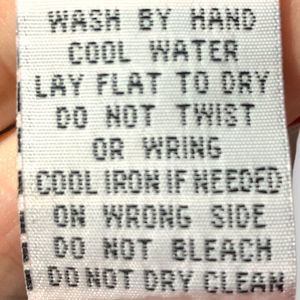 WASH BY HAND
COOL WATER
LAY FLAT TO DRY
DO NOT TWIST
OR WRING
COOL IRON IF NEEDED
ON WRONG SIDE
DO NOT BLEACH
DO NOT DRY CLEAN